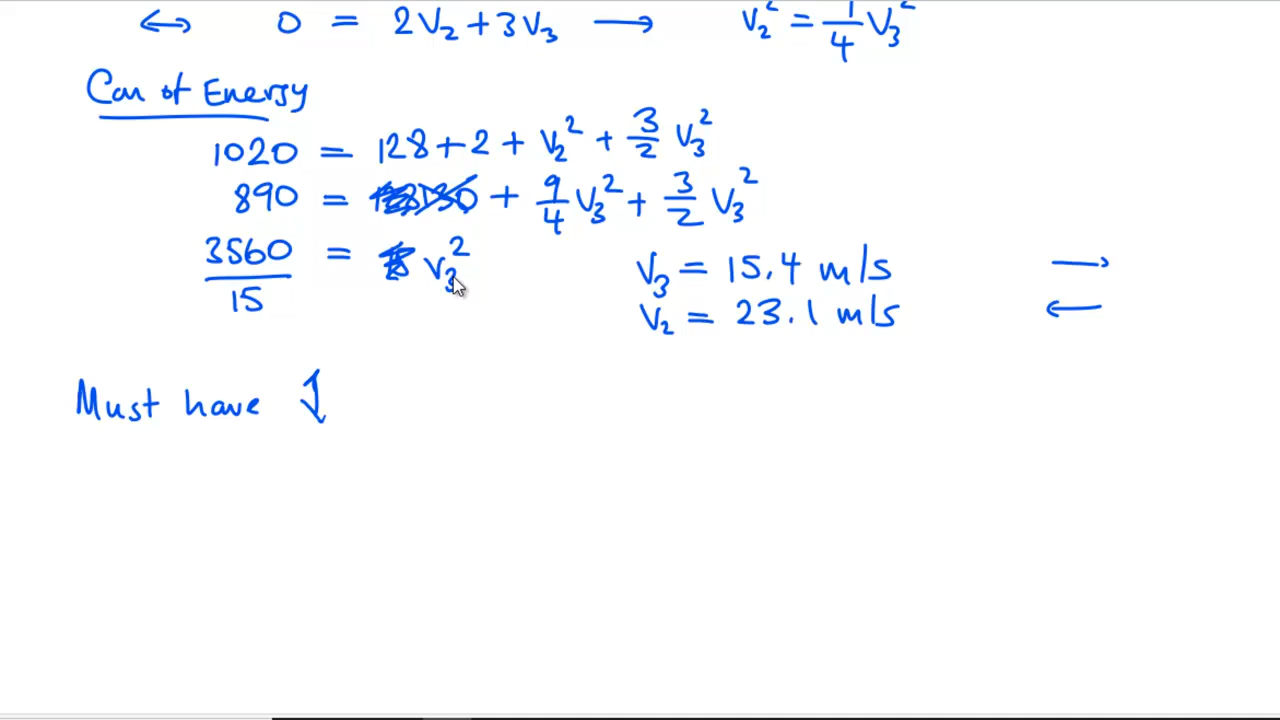 ↔ 0 = 2V₂ + 3V₃ → V₂² = /4 V₃²
Con of Energy
1020 = 128 + 2 + V₂² + 3/2 V₃²
890 = + 9/4 V₃² + 3/2 V₃²
3560/15 = V₃²
V₃ = 15.4 m/s →
V₂ = 23.1 m/s ←
Must have